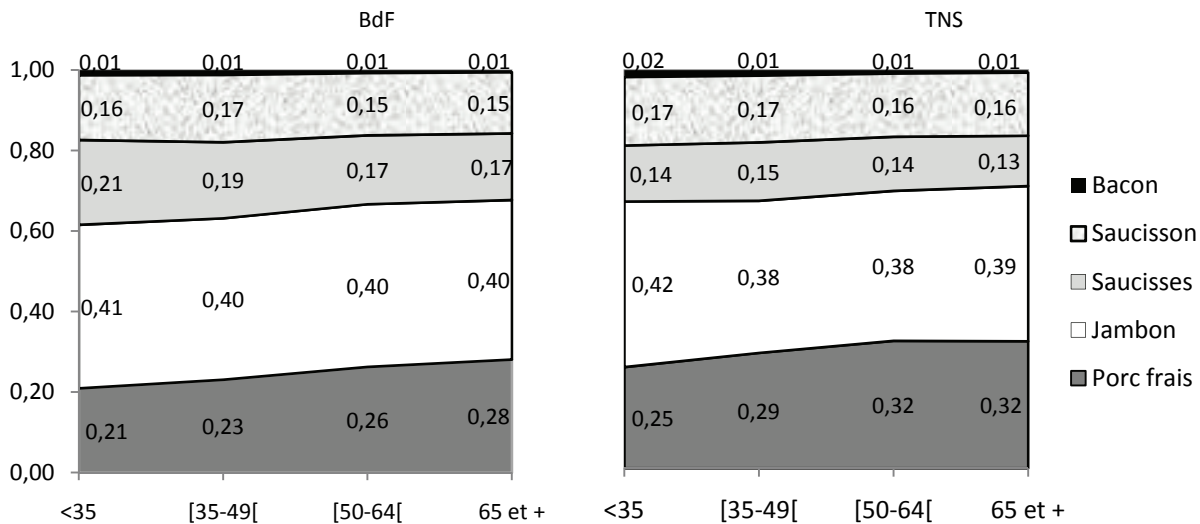 BdF TNS
0,01 0,01 0,01 0,01 0,02 0,01 0,01 0,01
1,00
0,16 0,17 0,15 0,15 0,17 0,17 0,16 0,16
0,80
0,21 0,19 0,17 0,17 0,14 0,15 0,14 0,13
0,60
0,41 0,40 0,40 0,40 0,42 0,38 0,38 0,39
0,40
0,20
0,21 0,23 0,26 0,28 0,25 0,29 0,32 0,32
0,00
<35 [35-49[ [50-64[ 65 et + <35 [35-49[ [50-64[ 65 et +
Bacon
Saucisson
Saucisses
Jambon
Porc frais